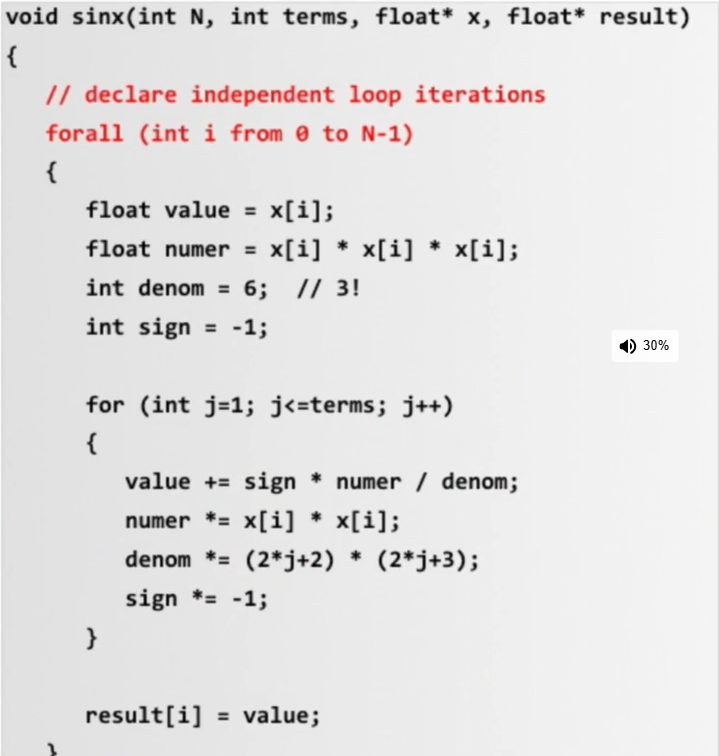 void sinx(int N, int terms, float* x, float* result)
{
// declare independent loop iterations
forall (int i from 0 to N-1)
{
float value = x[i];
float numer = x[i] * x[i] * x[i];
int denom = 6;  // 3!
int sign = -1;
30%
for (int j=1; j<=terms; j++)
{
value += sign * numer / denom;
numer *= x[i] * x[i];
denom *= (2*j+2) * (2*j+3);
sign *= -1;
}
result[i] = value;
}